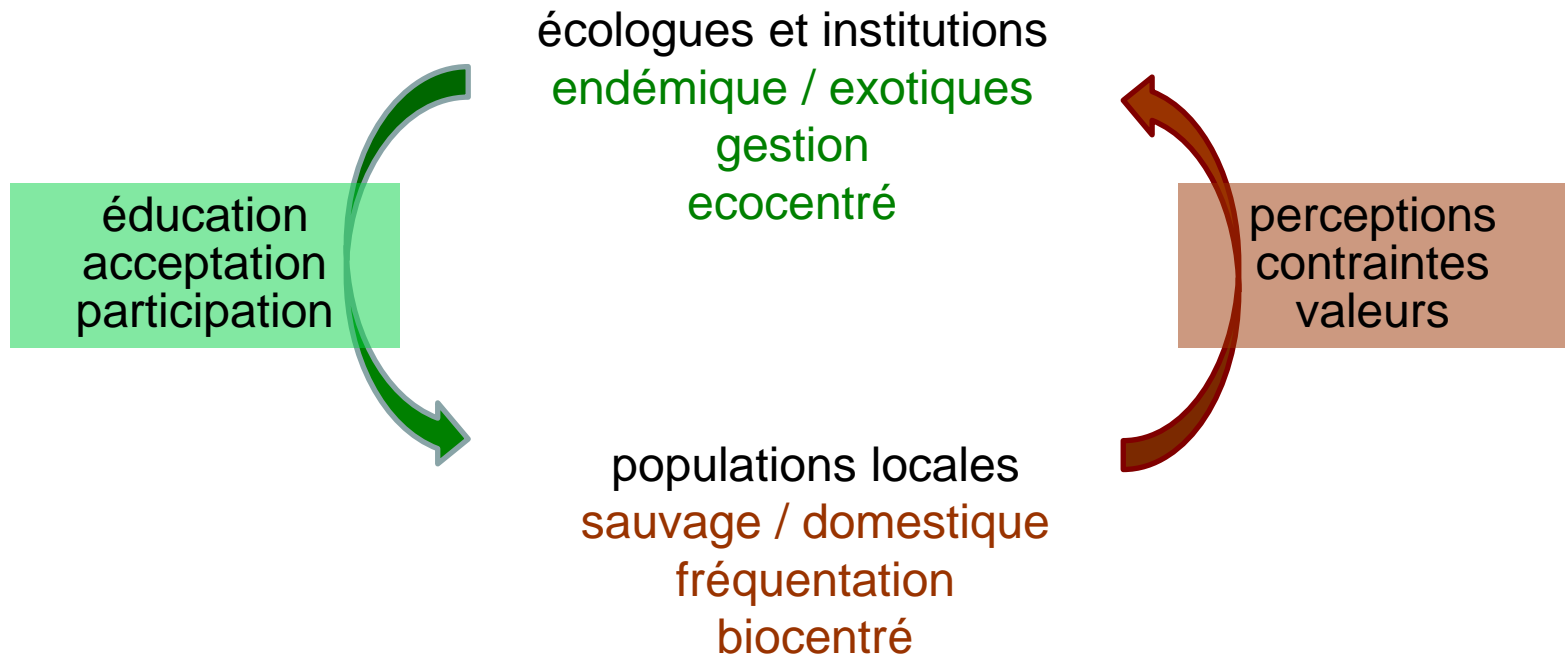 écologues et institutions
endémique / exotiques
gestion
ecocentré
éducation
acceptation
participation
perceptions
contraintes
valeurs
populations locales
sauvage / domestique
fréquentation
biocentré